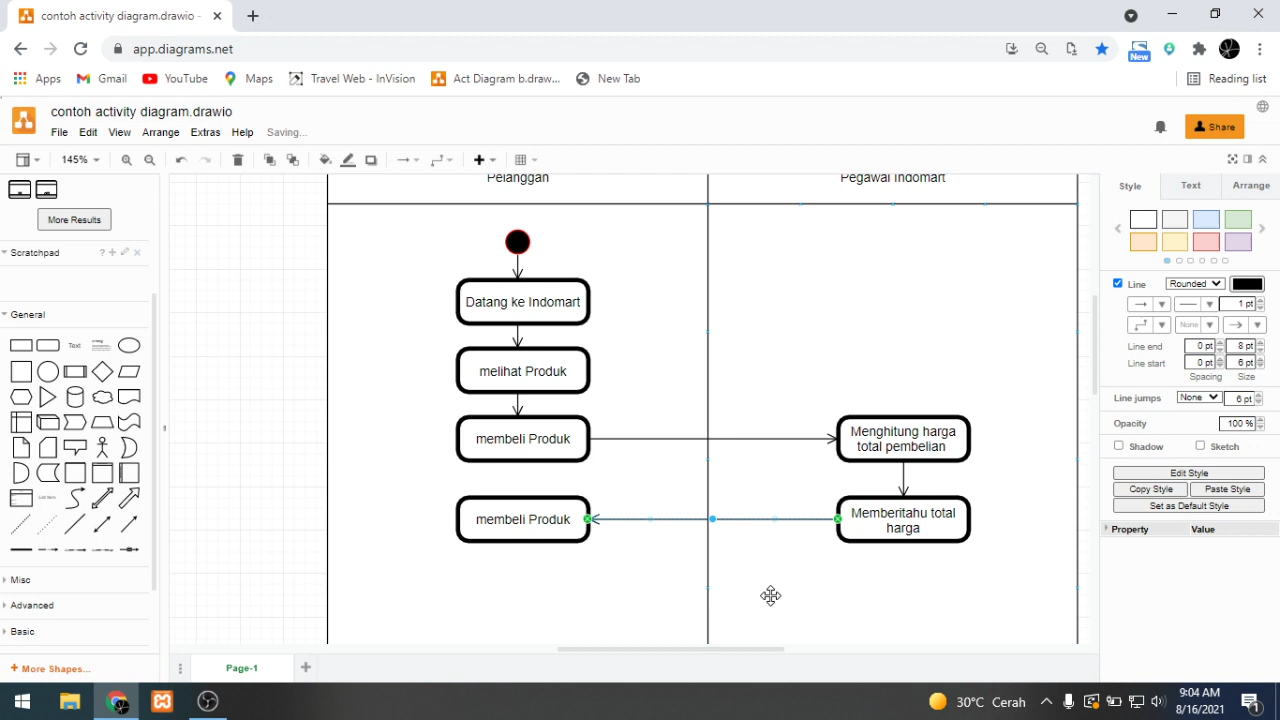 contoh activity diagram.drawio -
app.diagrams.net
New
Apps
Gmail
YouTube
Maps
Travel Web - InVision
Act Diagram b.draw...
New Tab
Reading list
contoh activity diagram.drawio
File Edit View Arrange Extras Help Saving...
Share
145%
More Results
Scratchpad
?
General
Text
List Item
Misc
Advanced
Basic
+ More Shapes...
Pelanggan
Pegawai Indomart
Datang ke Indomart
melihat Produk
membeli Produk
Menghitung harga
total pembelian
membeli Produk
Memberitahu total
harga
Page-1
Style
Text
Arrange
Line
Rounded
1 pt
None
Line end
0 pt
8 pt
Line start
0 pt
6 pt
Spacing
Size
Line jumps
None
6 pt
Opacity
100 %
Shadow
Sketch
Edit Style
Copy Style
Paste Style
Set as Default Style
Property
Value
30°C Cerah
9:04 AM
8/16/2021
1